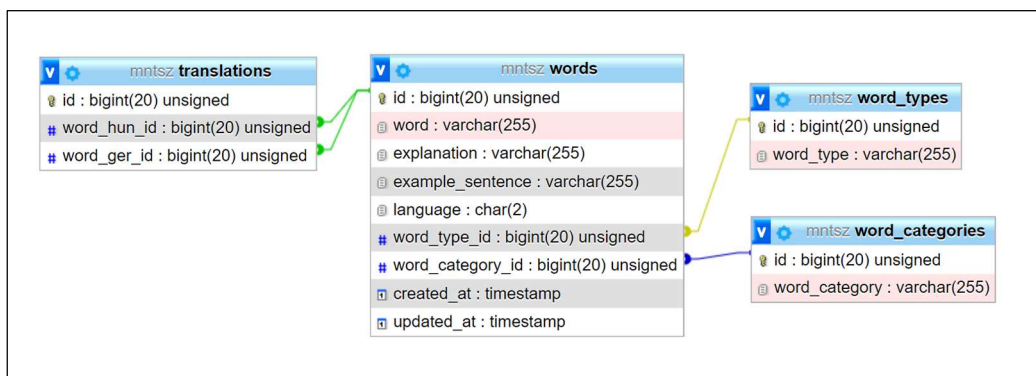 mntsz translations
id : bigint(20) unsigned
word_hun_id : bigint(20) unsigned
word_ger_id : bigint(20) unsigned
mntsz words
id : bigint(20) unsigned
word : varchar(255)
explanation : varchar(255)
example_sentence : varchar(255)
language : char(2)
word_type_id : bigint(20) unsigned
word_category_id : bigint(20) unsigned
created_at : timestamp
updated_at : timestamp
mntsz word_types
id : bigint(20) unsigned
word_type : varchar(255)
mntsz word_categories
id : bigint(20) unsigned
word_category : varchar(255)